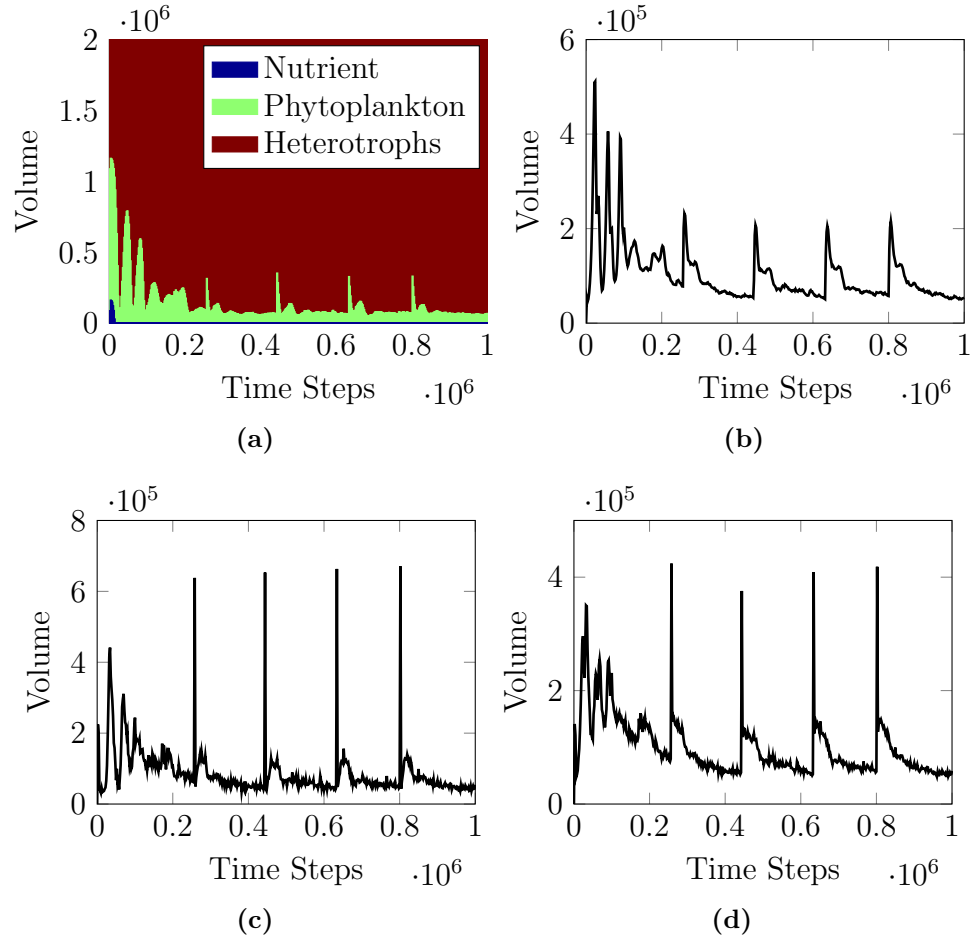 ·10^6
2
1.5
1
0.5
0
Volume
Nutrient
Phytoplankton
Heterotrophs
0 0.2 0.4 0.6 0.8 1
Time Steps ·10^6
(a)
·10^5
6
4
2
0
Volume
0 0.2 0.4 0.6 0.8 1
Time Steps ·10^6
(b)
·10^5
8
6
4
2
0
Volume
0 0.2 0.4 0.6 0.8 1
Time Steps ·10^6
(c)
·10^5
4
2
0
Volume
0 0.2 0.4 0.6 0.8 1
Time Steps ·10^6
(d)